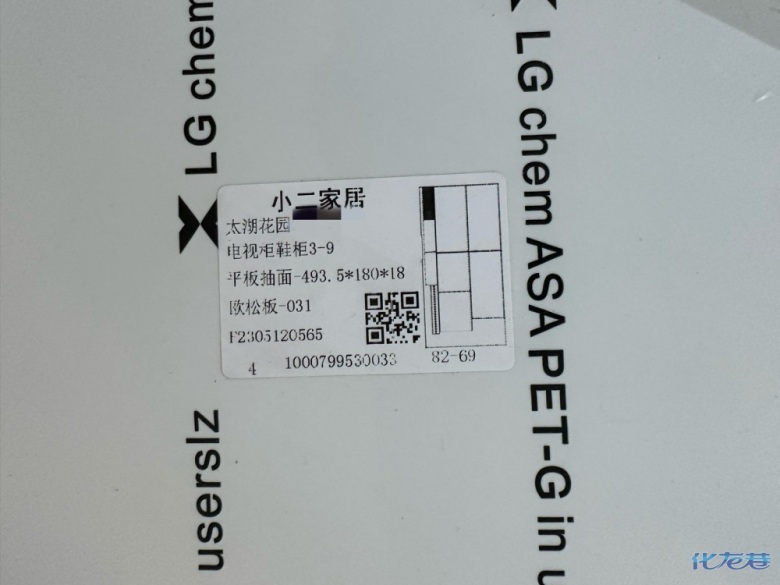 LG chem
userslz
LG chem ASA PET-G in u
小二家居
太湖花园
电视柜鞋柜3-9
平板抽面-493.5*180*18
欧松板-031
F2305120565
4 1000799530033 82-69
化龙巷